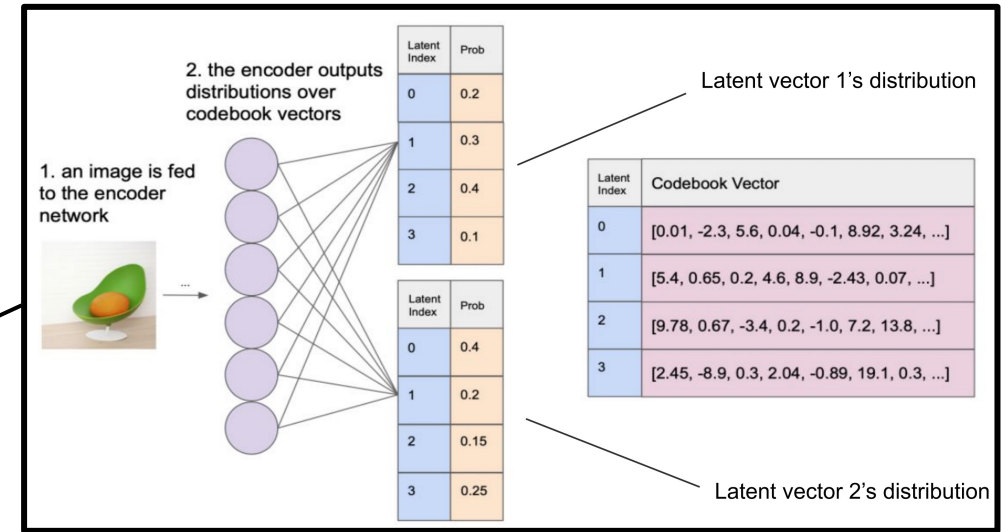 1. an image is fed
to the encoder
network
...
2. the encoder outputs
distributions over
codebook vectors
Latent Index Prob
0 0.2
1 0.3
2 0.4
3 0.1
Latent vector 1's distribution
Latent Index Prob
0 0.4
1 0.2
2 0.15
3 0.25
Latent vector 2's distribution
Latent Index Codebook Vector
0 [0.01, -2.3, 5.6, 0.04, -0.1, 8.92, 3.24, ...]
1 [5.4, 0.65, 0.2, 4.6, 8.9, -2.43, 0.07, ...]
2 [9.78, 0.67, -3.4, 0.2, -1.0, 7.2, 13.8, ...]
3 [2.45, -8.9, 0.3, 2.04, -0.89, 19.1, 0.3, ...]